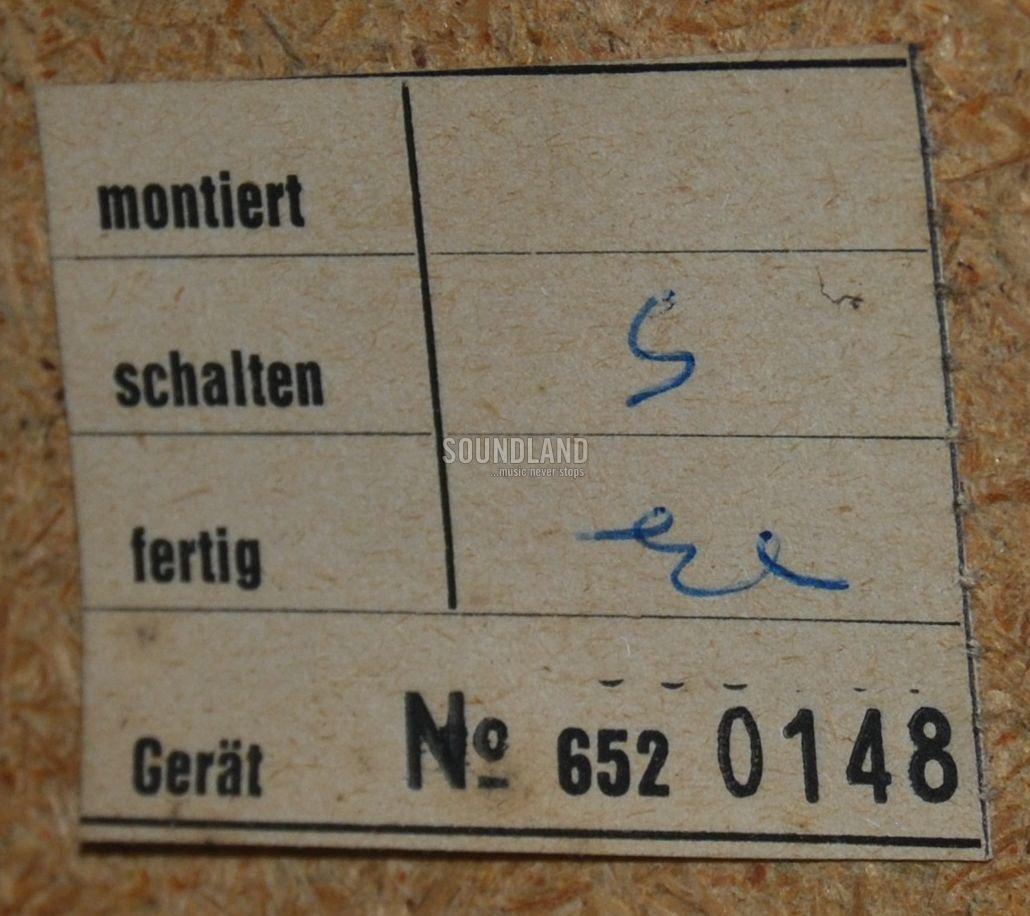 montiert
schalten S
SOUNDLAND
...music never stops
fertig
Gerät No 652 0148